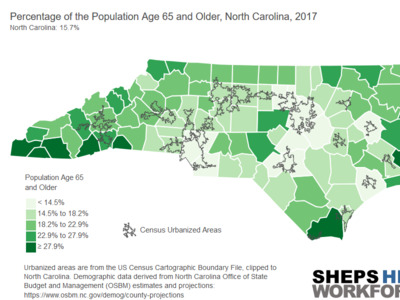 Percentage of the Population Age 65 and Older, North Carolina, 2017
North Carolina: 15.7%
Population Age 65
and Older
< 14.5%
14.5% to 18.2%
18.2% to 22.9%
22.9% to 27.9%
≥ 27.9%
Census Urbanized Areas
Urbanized areas are from the US Census Cartographic Boundary File, clipped to
North Carolina. Demographic data derived from North Carolina Office of State
Budget and Management (OSBM) estimates and projections:
https://www.osbm.nc.gov/demog/county-projections
SHEPS HE
WORKFOR